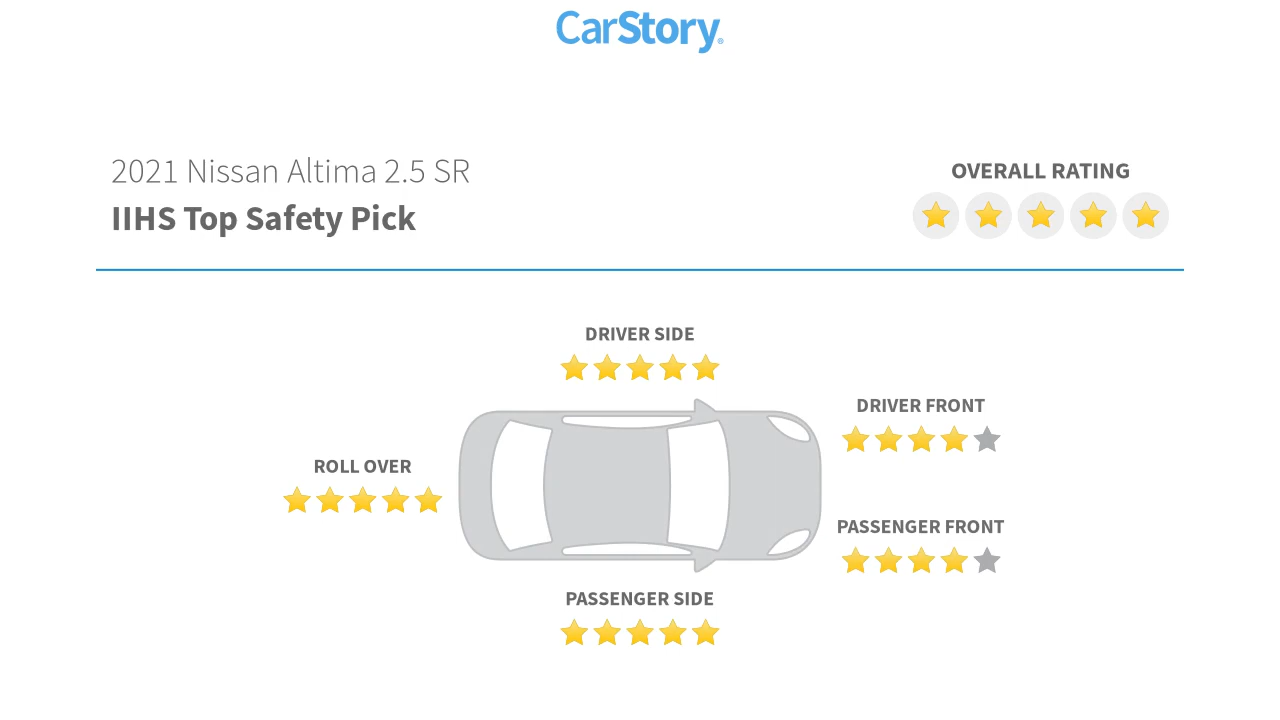 CarStory®
2021 Nissan Altima 2.5 SR
IIHS Top Safety Pick
OVERALL RATING
DRIVER SIDE
DRIVER FRONT
ROLL OVER
PASSENGER FRONT
PASSENGER SIDE